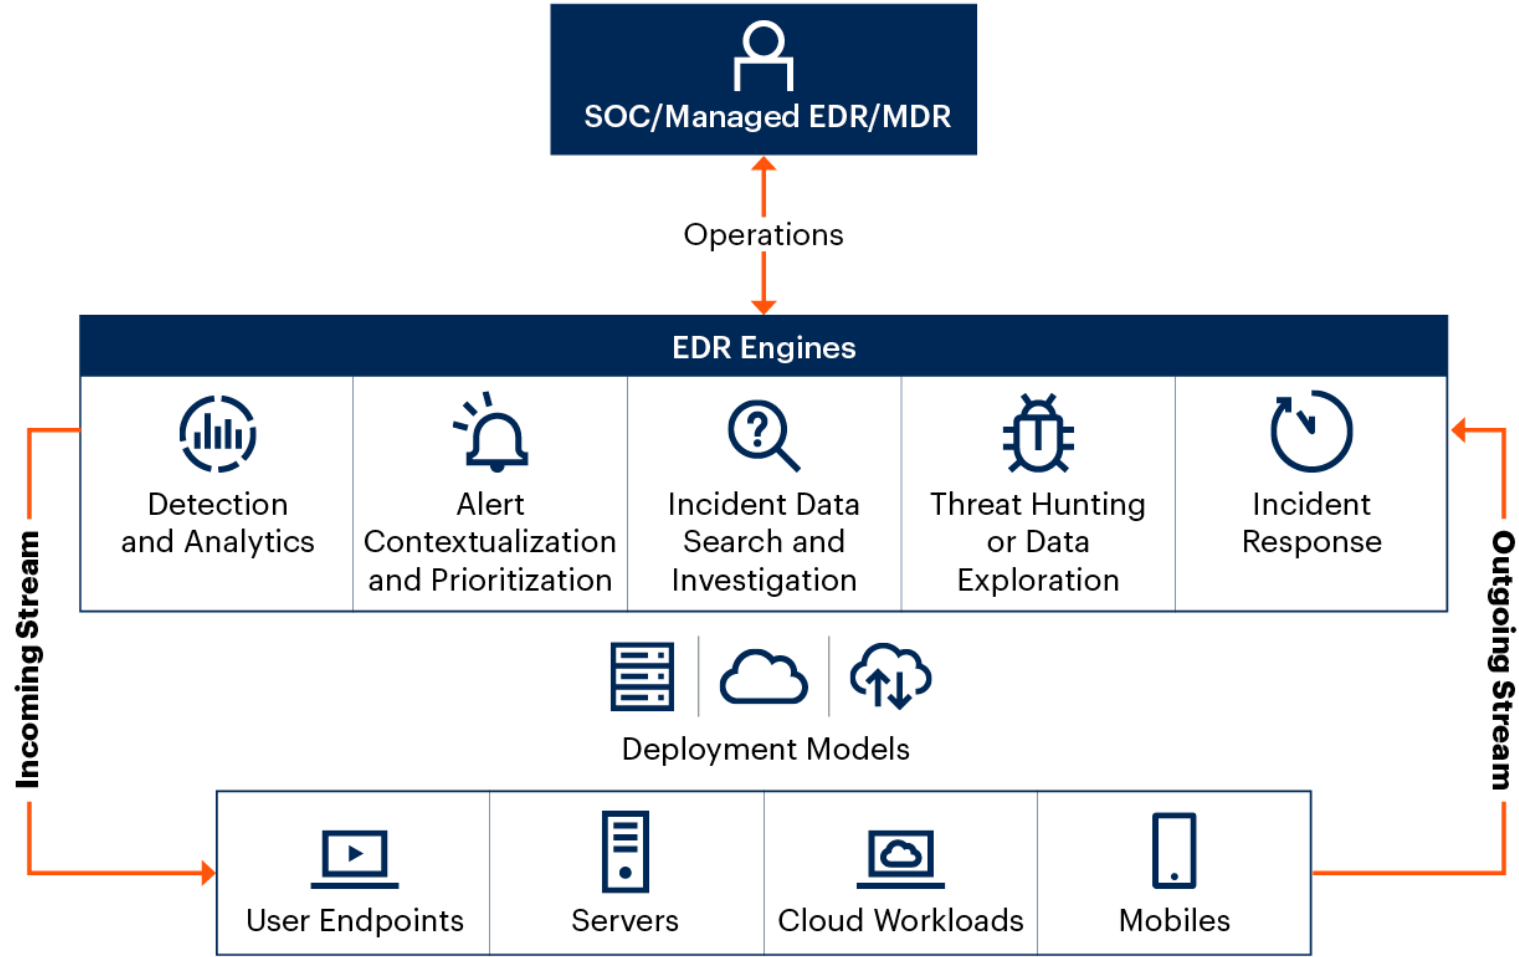 SOC/Managed EDR/MDR
Operations
EDR Engines
Detection
and Analytics
Alert
Contextualization
and Prioritization
?
Incident Data
Search and
Investigation
Threat Hunting
or Data
Exploration
Incident
Response
Incoming Stream
Outgoing Stream
Deployment Models
User Endpoints
Servers
Cloud Workloads
Mobiles